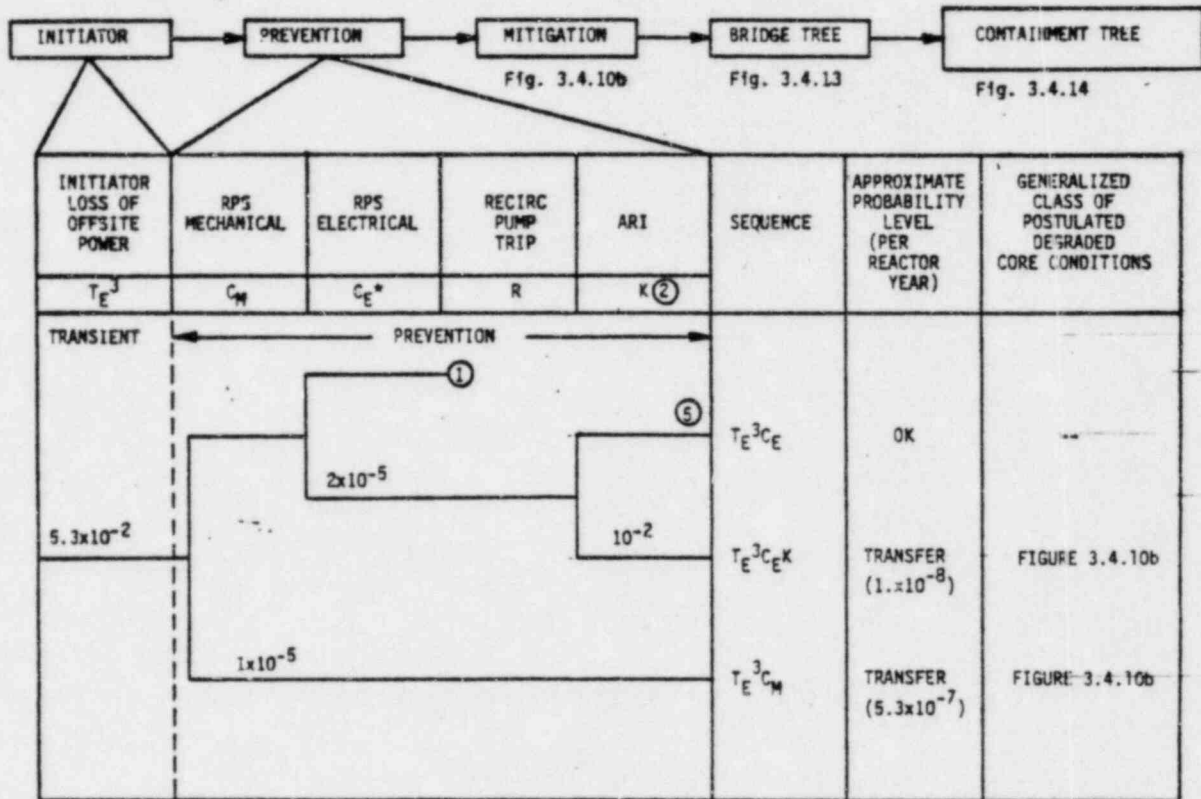 INITIATOR
PREVENTION
MITIGATION
BRIDGE TREE
CONTAINMENT TREE
Fig. 3.4.10b
Fig. 3.4.13
Fig. 3.4.14
INITIATOR
LOSS OF
OFFSITE
POWER
RPS
MECHANICAL
RPS
ELECTRICAL
RECIRC
PUMP
TRIP
ARI
SEQUENCE
APPROXIMATE
PROBABILITY
LEVEL
(PER
REACTOR
YEAR)
GENERALIZED
CLASS OF
POSTULATED
DEGRADED
CORE CONDITIONS
T_E^3
C_M
C_E*
R
K ②
TRANSIENT
PREVENTION
①
⑤
T_E^3C_E
OK
--
2x10^-5
5.3x10^-2
10^-2
T_E^3C_EK
TRANSFER
(1.x10^-8)
FIGURE 3.4.10b
1x10^-5
T_E^3C_M
TRANSFER
(5.3x10^-7)
FIGURE 3.4.10b